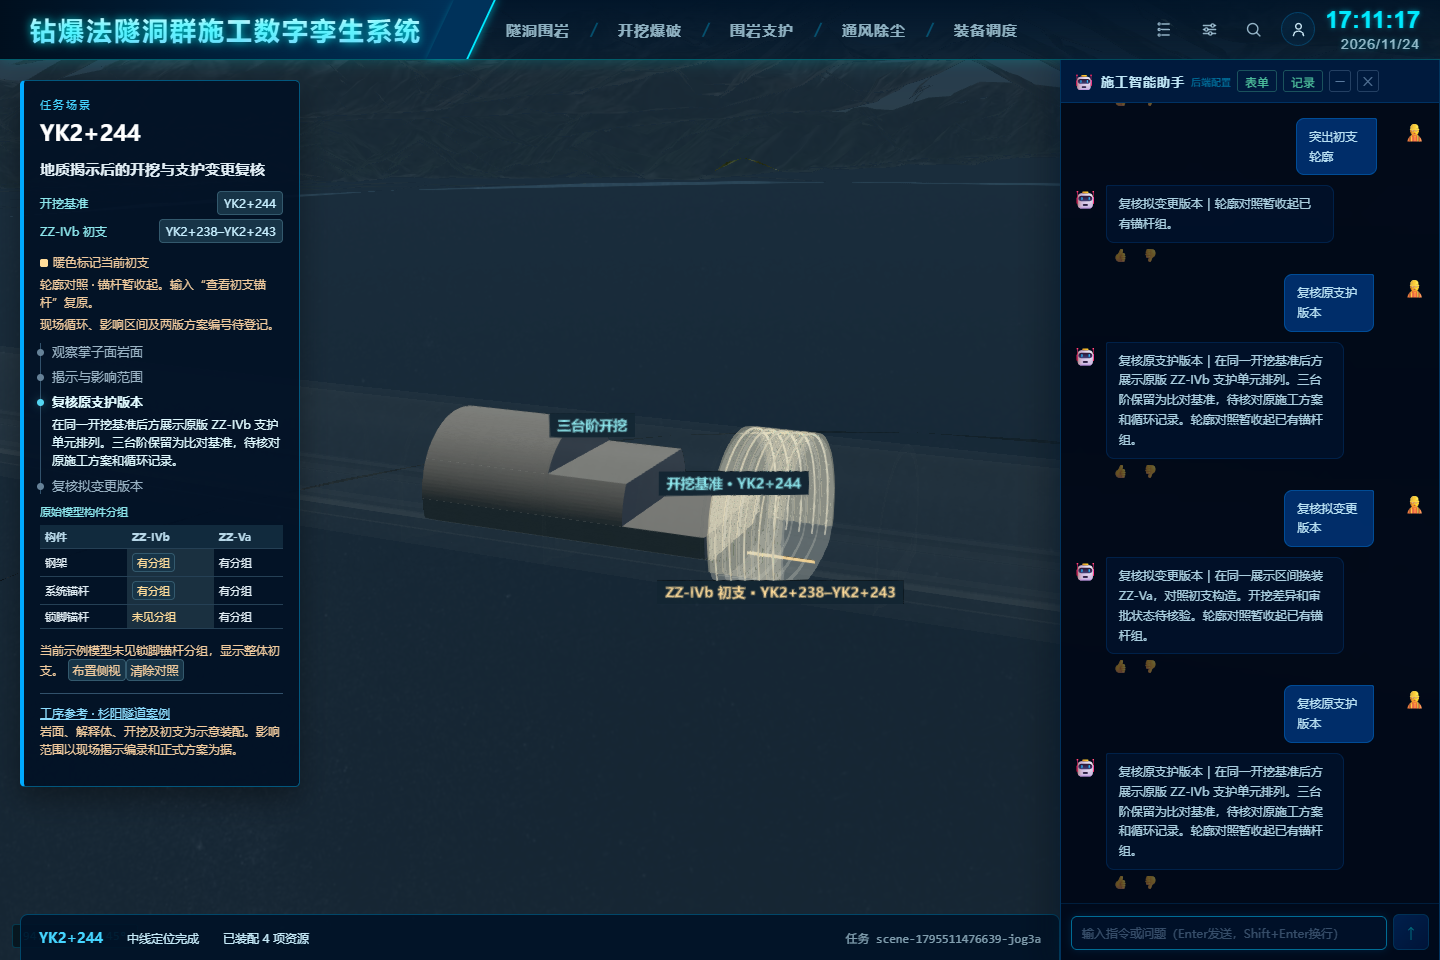 钻爆法隧洞群施工数字孪生系统
隧洞围岩 / 开挖爆破 / 围岩支护 / 通风除尘 / 装备调度
17:11:17
2026/11/24
任务场景
YK2+244
地质揭示后的开挖与支护变更复核
开挖基准 YK2+244
ZZ-IVb 初支 YK2+238—YK2+243
暖色标记当前初支
轮廓对照 · 锚杆暂收起。输入“查看初支锚
杆”复原。
现场循环、影响区间及两版方案编号待登记。
观察掌子面岩面
揭示与影响范围
复核原支护版本
在同一开挖基准后方展示原版 ZZ-IVb 支护
单元排列。三台阶保留为比对基准，待核对
原施工方案和循环记录。
复核拟变更版本
原始模型构件分组
构件 ZZ-IVb ZZ-Va
钢架 有分组 有分组
系统锚杆 有分组 有分组
锁脚锚杆 未见分组 有分组
当前示例模型未见锁脚锚杆分组，显示整体初
支。 布置侧视 清除对照
工序参考 · 杉阳隧道案例
岩面、解释体、开挖及初支为示意装配。影响
范围以现场揭示编录和正式方案为据。
三台阶开挖
开挖基准 • YK2+244
ZZ-IVb 初支 • YK2+238—YK2+243
YK2+244 中线定位完成 已装配 4 项资源
任务 scene-1795511476639-jog3a
施工智能助手 后端配置 表单 记录
突出初支
轮廓
复核拟变更版本 | 轮廓对照暂收起已
有锚杆组。
复核原支护
版本
复核原支护版本 | 在同一开挖基准后方
展示原版 ZZ-IVb 支护单元排列。三台
阶保留为比对基准，待核对原施工方案
和循环记录。轮廓对照暂收起已有锚杆
组。
复核拟变更
版本
复核拟变更版本 | 在同一展示区间换装
ZZ-Va，对照初支构造。开挖差异和审
批状态待核验。轮廓对照暂收起已有锚
杆组。
复核原支护
版本
复核原支护版本 | 在同一开挖基准后方
展示原版 ZZ-IVb 支护单元排列。三台
阶保留为比对基准，待核对原施工方案
和循环记录。轮廓对照暂收起已有锚杆
组。
输入指令或问题（Enter发送，Shift+Enter换行）